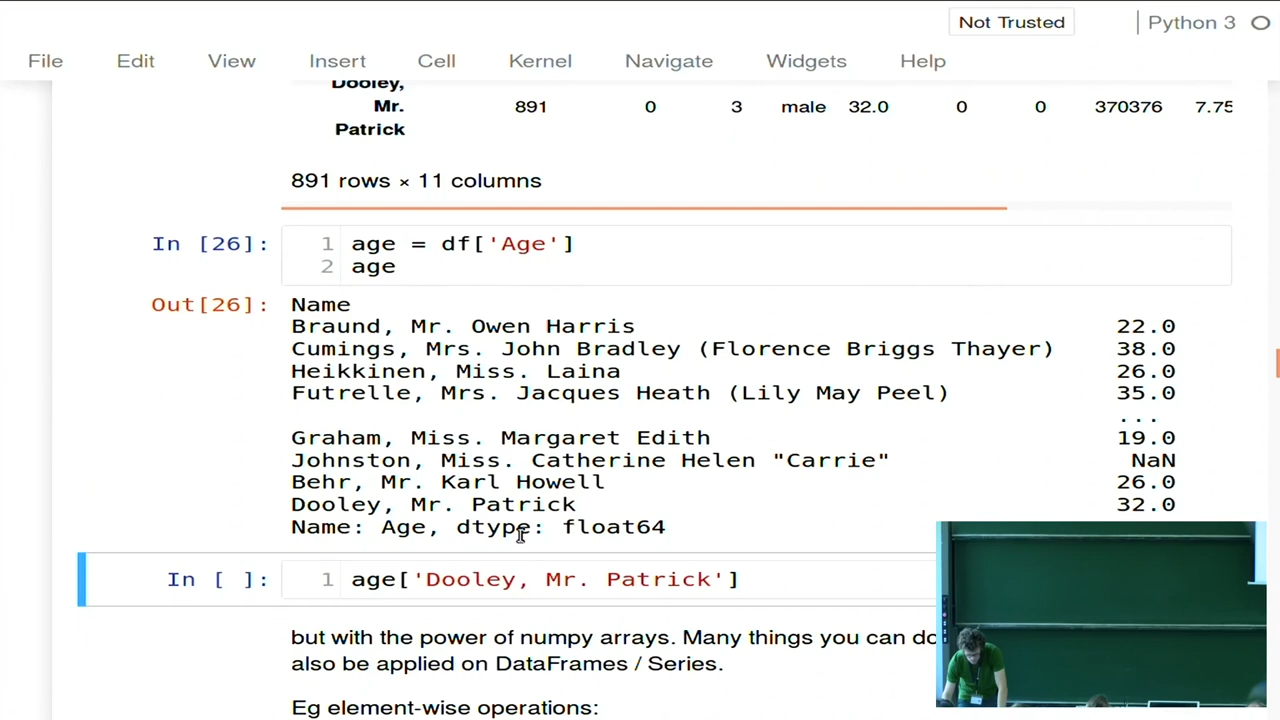 Not Trusted
Python 3
File Edit View Insert Cell Kernel Navigate Widgets Help
Dooley,
Mr. 891 0 3 male 32.0 0 0 370376 7.75
Patrick
891 rows × 11 columns
In [26]: 1 age = df['Age']
2 age
Out[26]: Name
Braund, Mr. Owen Harris 22.0
Cumings, Mrs. John Bradley (Florence Briggs Thayer) 38.0
Heikkinen, Miss. Laina 26.0
Futrelle, Mrs. Jacques Heath (Lily May Peel) 35.0
...
Graham, Miss. Margaret Edith 19.0
Johnston, Miss. Catherine Helen "Carrie" NaN
Behr, Mr. Karl Howell 26.0
Dooley, Mr. Patrick 32.0
Name: Age, dtype: float64
In [ ]: 1 age['Dooley, Mr. Patrick']
but with the power of numpy arrays. Many things you can do
also be applied on DataFrames / Series.
Eg element-wise operations: